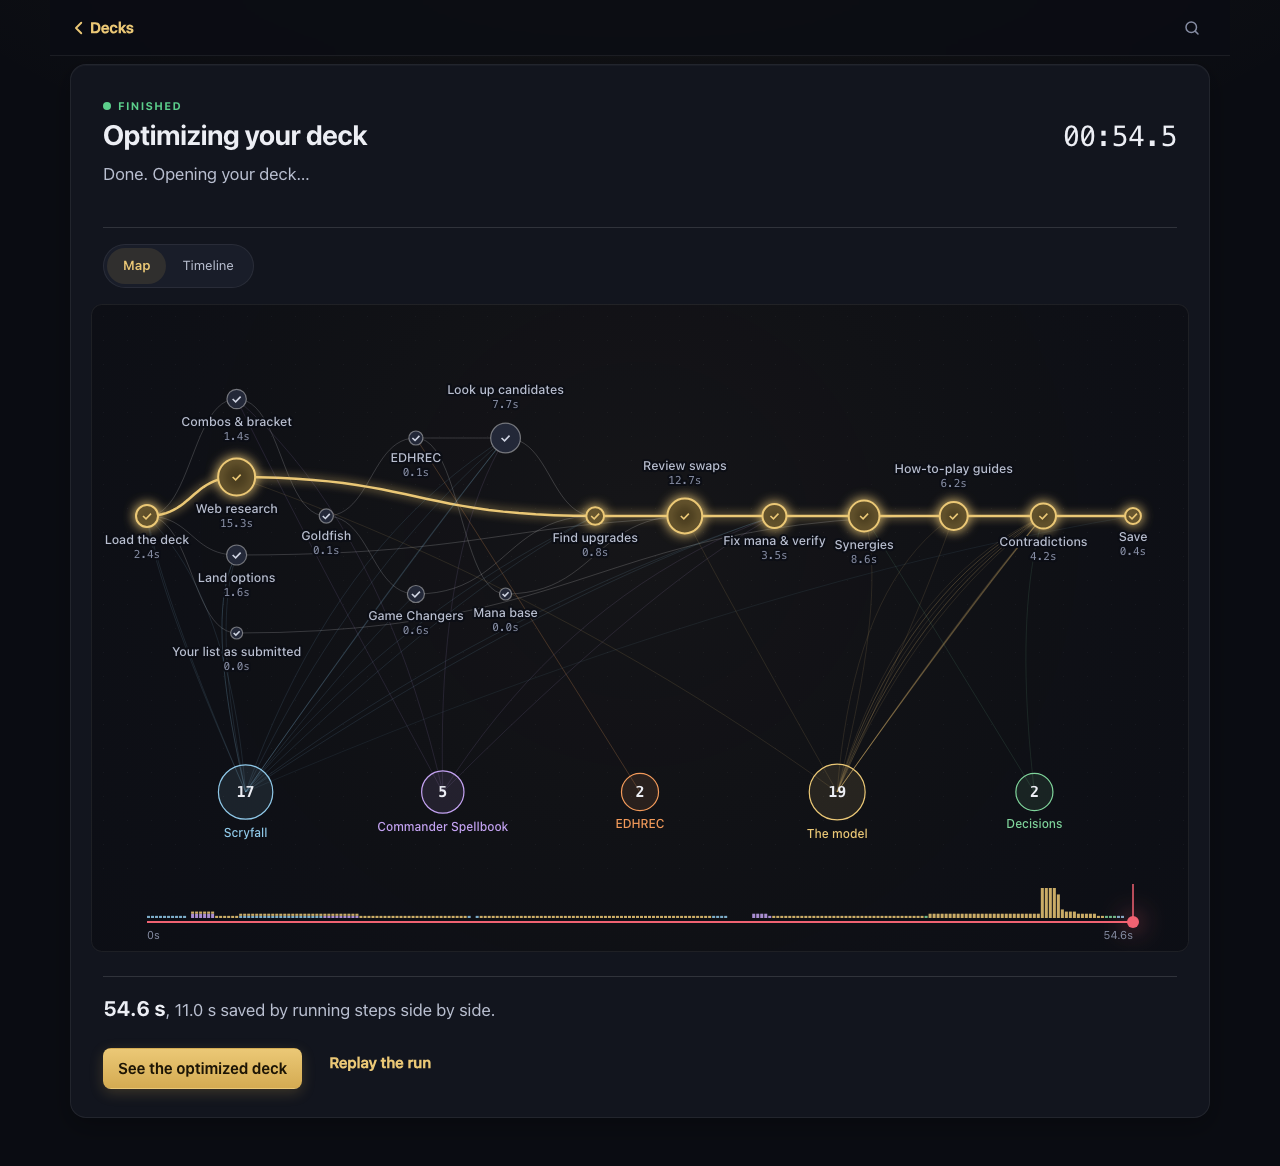 Decks
FINISHED
Optimizing your deck
00:54.5
Done. Opening your deck...
Map
Timeline
Look up candidates
7.7s
Combos & bracket
1.4s
EDHREC
0.1s
Review swaps
12.7s
How-to-play guides
6.2s
Web research
15.3s
Load the deck
2.4s
Goldfish
0.1s
Find upgrades
0.8s
Fix mana & verify
3.5s
Synergies
8.6s
Contradictions
4.2s
Save
0.4s
Land options
1.6s
Game Changers
0.6s
Mana base
0.0s
Your list as submitted
0.0s
17
5
2
19
2
Scryfall
Commander Spellbook
EDHREC
The model
Decisions
0s
54.6s
54.6 s, 11.0 s saved by running steps side by side.
See the optimized deck
Replay the run